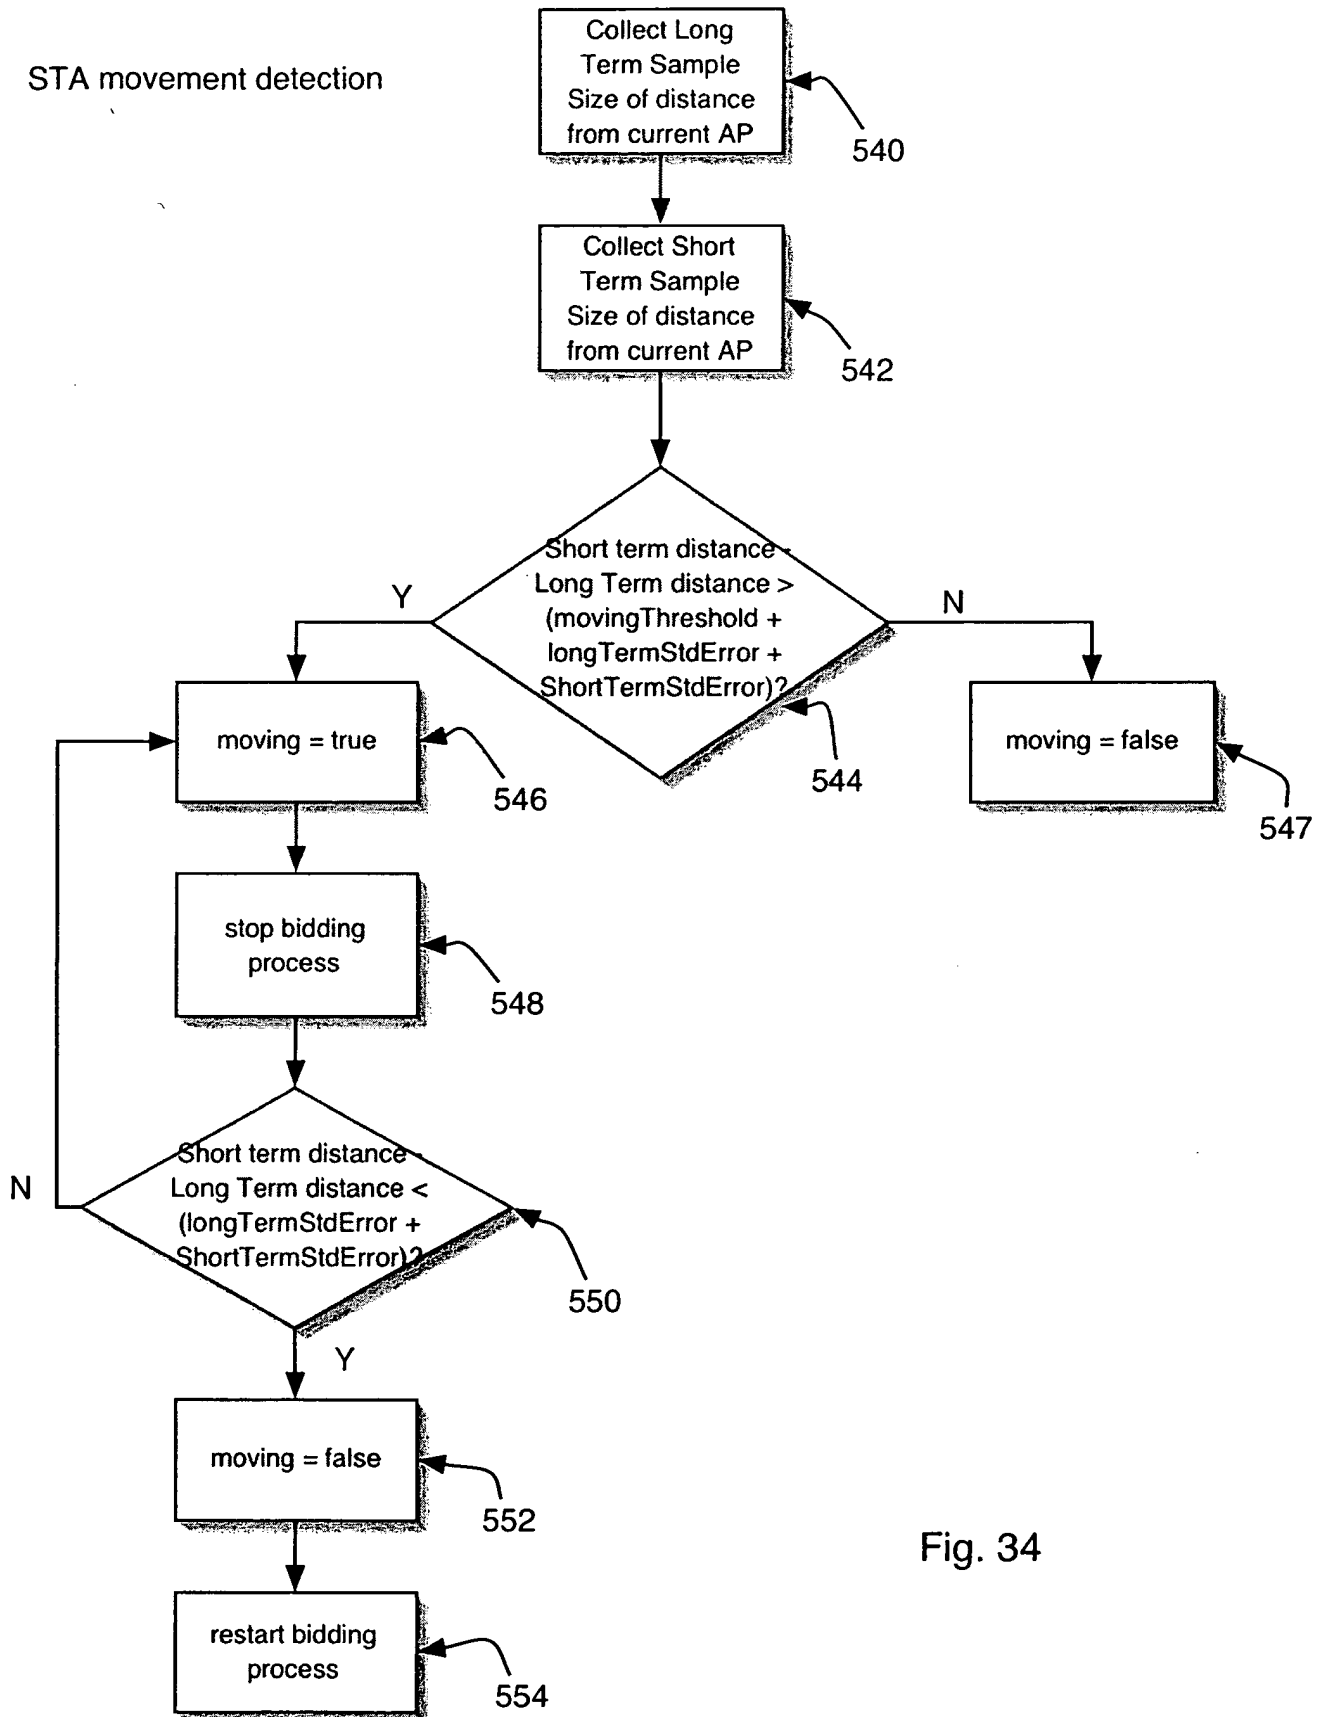 STA movement detection
Collect Long
Term Sample
Size of distance
from current AP
540
Collect Short
Term Sample
Size of distance
from current AP
542
Short term distance -
Long Term distance >
(movingThreshold +
longTermStdError +
ShortTermStdError)?
Y
N
544
moving = true
546
moving = false
547
stop bidding
process
548
Short term distance -
Long Term distance <
(longTermStdError +
ShortTermStdError)?
N
550
Y
moving = false
552
restart bidding
process
554
Fig. 34